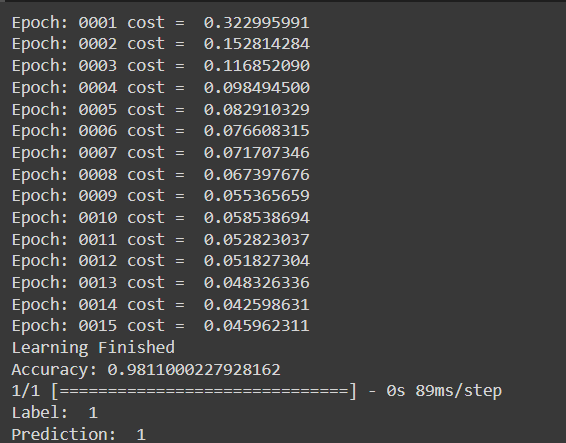 Epoch: 0001 cost =  0.322995991
Epoch: 0002 cost =  0.152814284
Epoch: 0003 cost =  0.116852090
Epoch: 0004 cost =  0.098494500
Epoch: 0005 cost =  0.082910329
Epoch: 0006 cost =  0.076608315
Epoch: 0007 cost =  0.071707346
Epoch: 0008 cost =  0.067397676
Epoch: 0009 cost =  0.055365659
Epoch: 0010 cost =  0.058538694
Epoch: 0011 cost =  0.052823037
Epoch: 0012 cost =  0.051827304
Epoch: 0013 cost =  0.048326336
Epoch: 0014 cost =  0.042598631
Epoch: 0015 cost =  0.045962311
Learning Finished
Accuracy: 0.9811000227928162
1/1 [==============================] - 0s 89ms/step
Label:  1
Prediction:  1